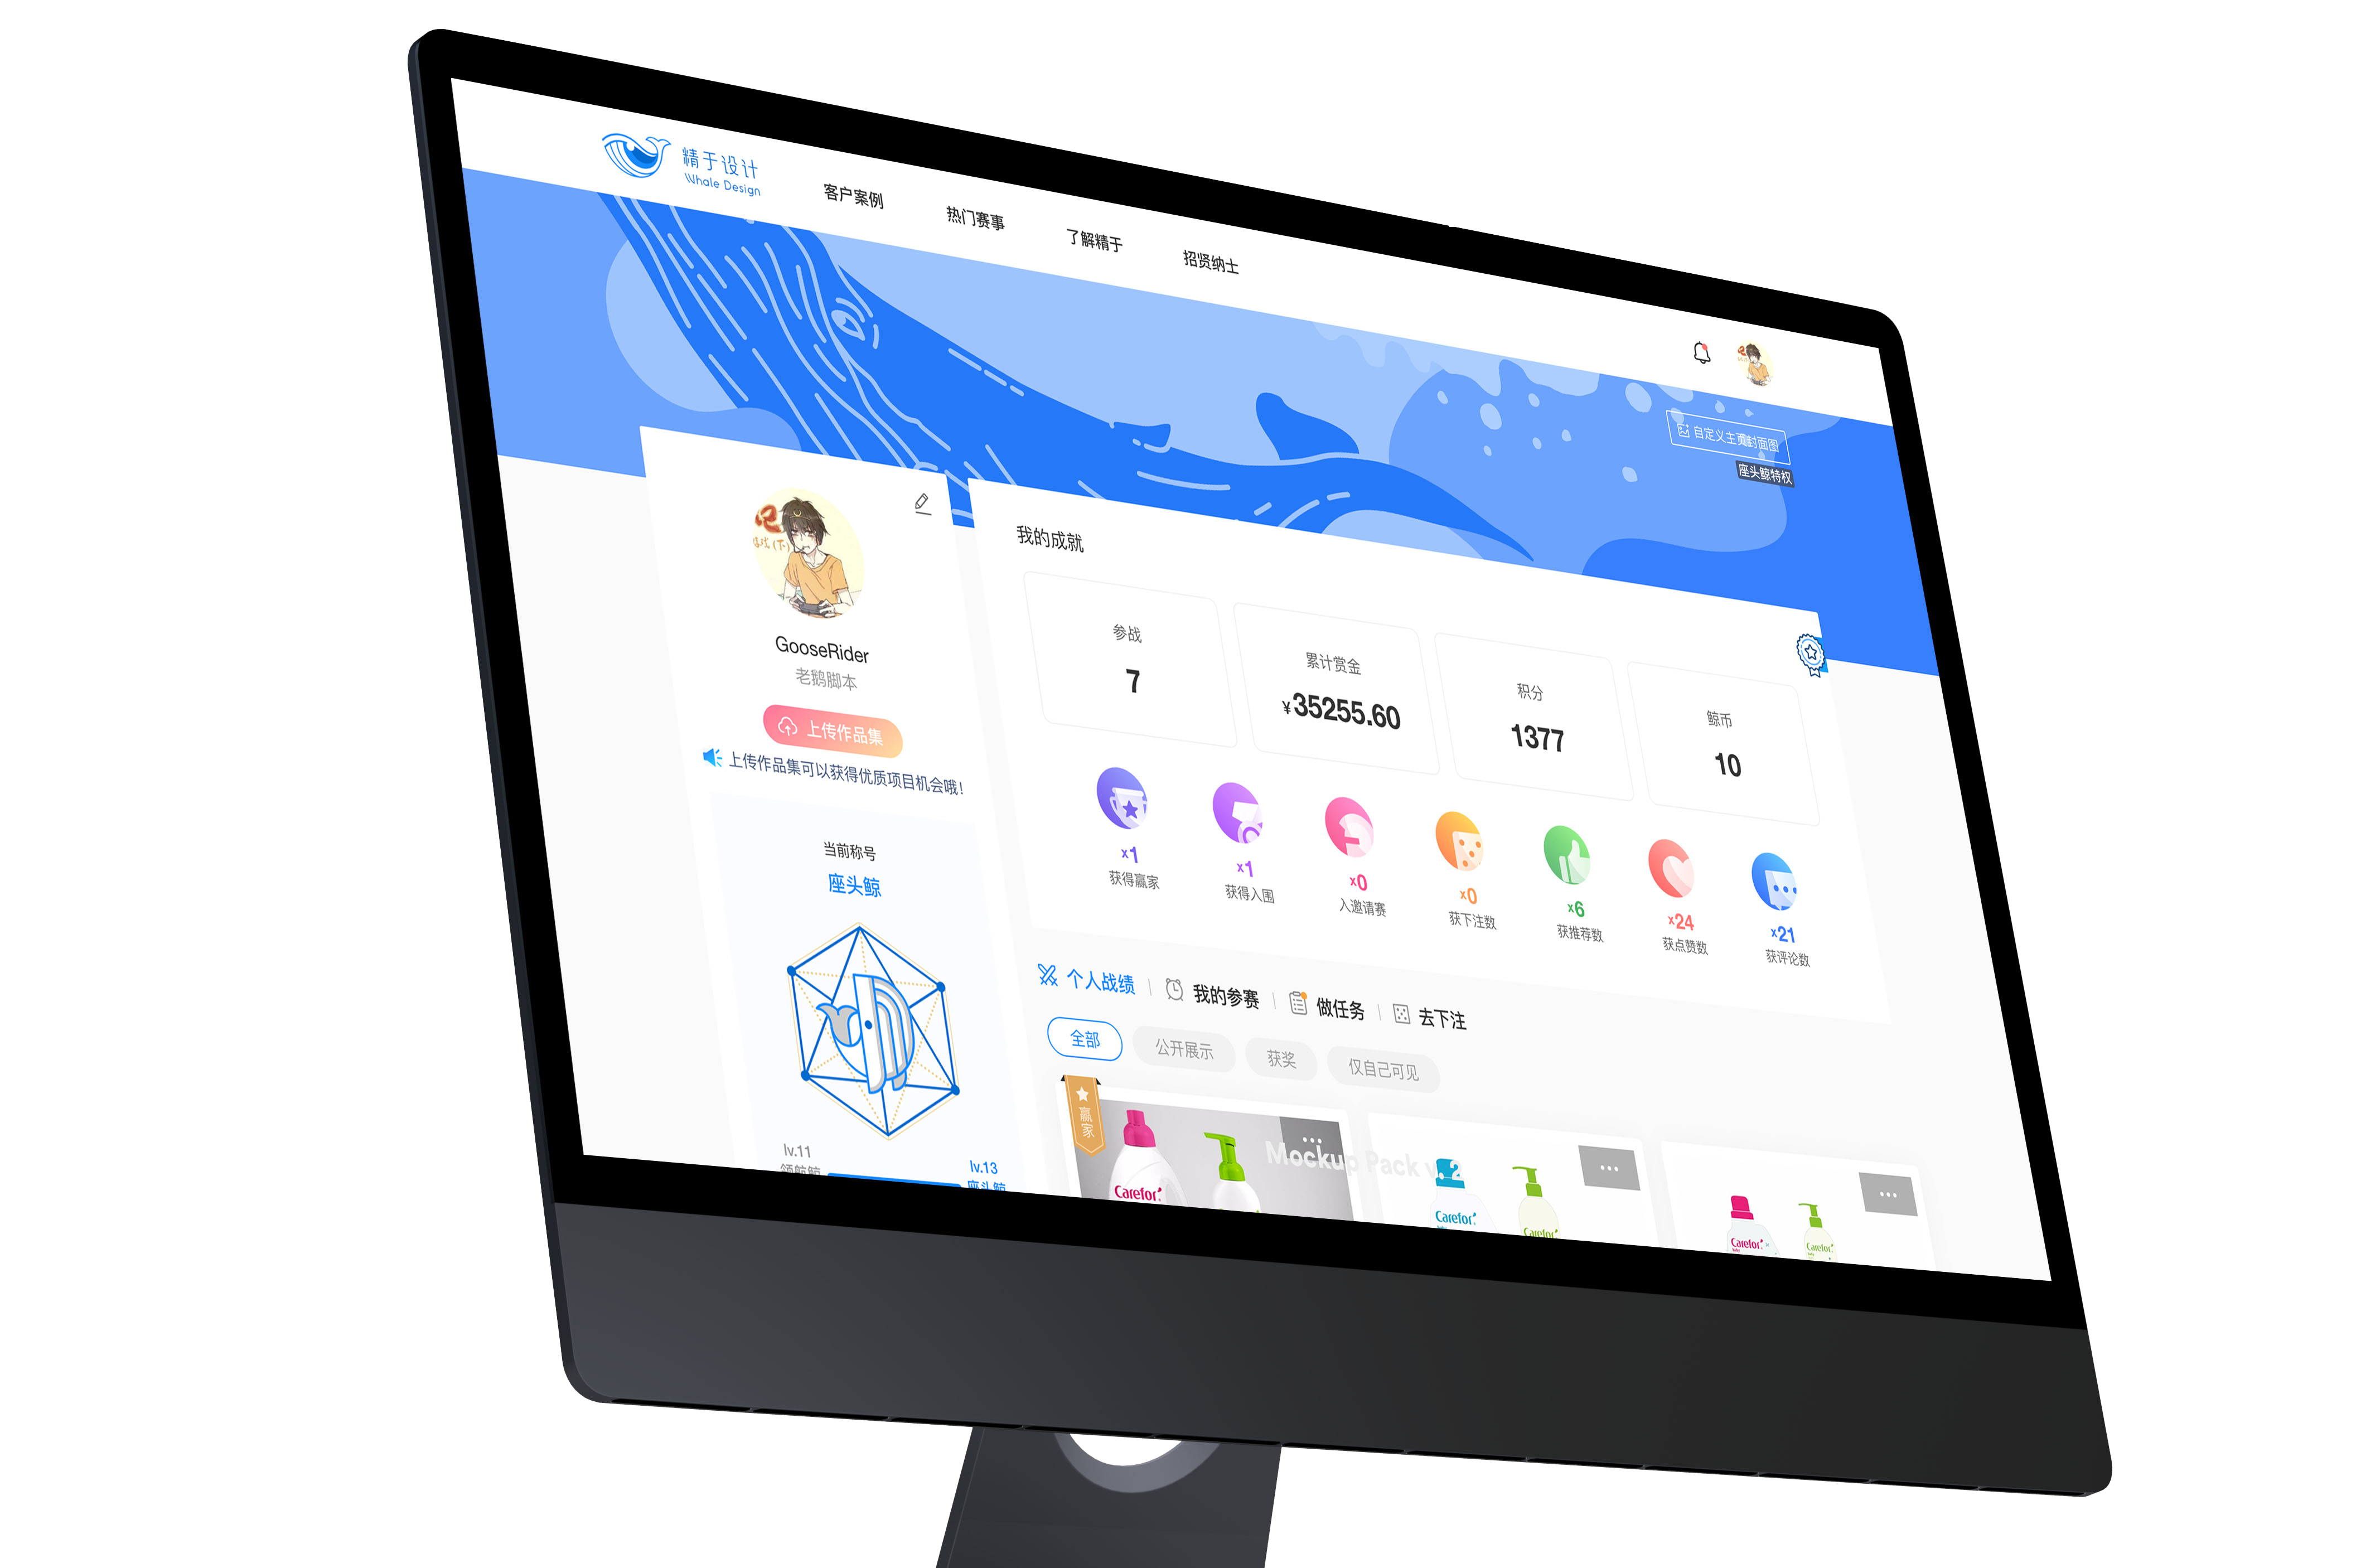 精于设计
Whale Design
客户案例
热门赛事
了解精于
招贤纳士
自定义主页封面图
座头鲸特权
GooseRider
老鹅脚本
上传作品集
上传作品集可以获得优质项目机会哦!
当前称号
座头鲸
lv.11
领航鲸
lv.13
座头鲸
我的成就
参战
7
累计赏金
¥35255.60
积分
1377
鲸币
10
x1
获得赢家
x1
获得入围
x0
入邀请赛
x0
获下注数
x6
获推荐数
x24
获点赞数
x21
获评论数
个人战绩
我的参赛
做任务
去下注
全部
公开展示
获奖
仅自己可见
赢家
Mockup Pack v. 2
Carefor
Carefor
Carefor
Carefor
Carefor